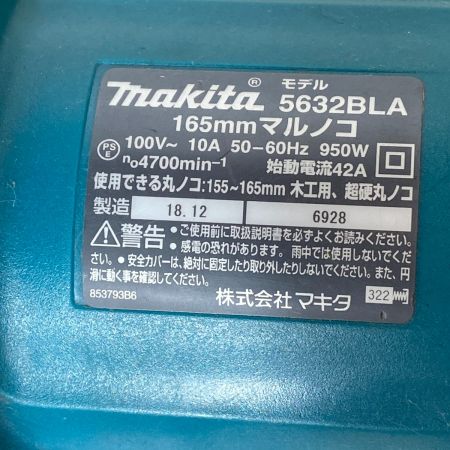 makita® モデル 5632BLA
165mmマルノコ
PSE 100V~ 10A 50-60Hz 950W
n₀4700min⁻¹ 始動電流42A
使用できる丸ノコ:155~165mm 木工用、超硬丸ノコ
製造 18.12 6928
⚠警告 •ご使用前に取扱説明書を必ずよくお読みください。
•感電の恐れがあります。雨中では使用しないでください。
•安全カバーは、絶対に固定したり取り外したりしないでください。また、円
滑に動く事を確認してください。
853793B6 株式会社マキタ 322